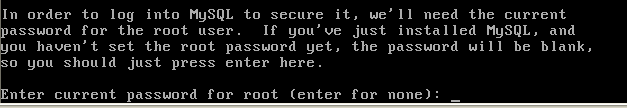 In order to log into MySQL to secure it, we'll need the current
password for the root user.  If you've just installed MySQL, and
you haven't set the root password yet, the password will be blank,
so you should just press enter here.
Enter current password for root (enter for none): _